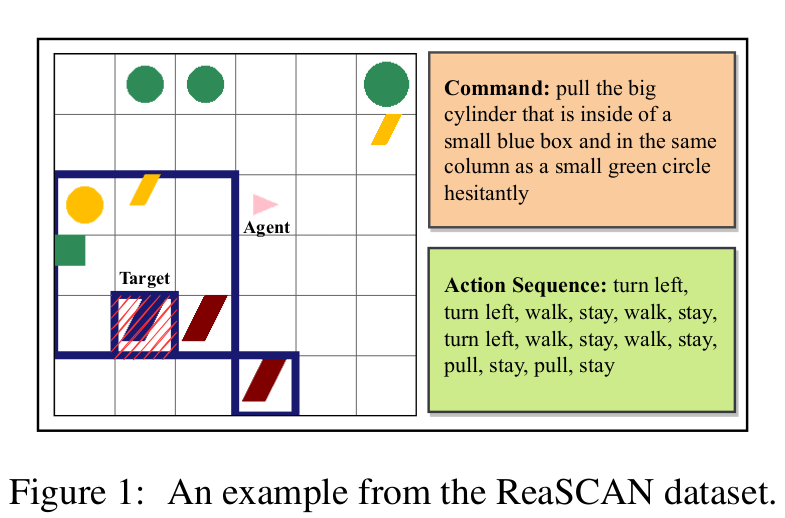 Command: pull the big
cylinder that is inside of a
small blue box and in the same
column as a small green circle
hesitantly
Agent
Target
Action Sequence: turn left,
turn left, walk, stay, walk, stay,
turn left, walk, stay, walk, stay,
pull, stay, pull, stay
Figure 1: An example from the ReaSCAN dataset.